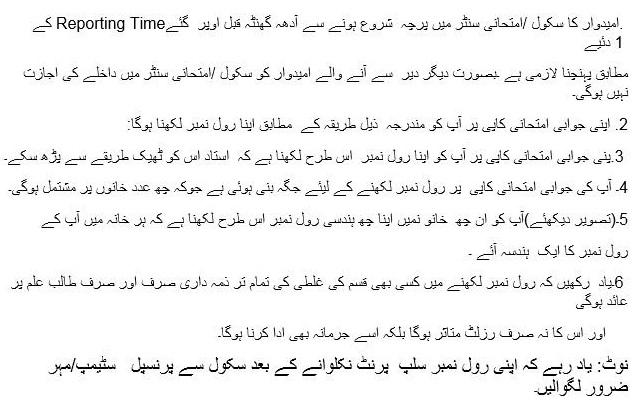 .امیدوار کا سکول /امتحانی سنٹر میں پرچہ شروع ہونے سے آدھہ گھنٹہ قبل اوپر گئےReporting Time کے
1 دئیے
مطابق پہنچنا لازمی ہے ۔بصورت دیگر دیر سے آنے والے امیدوار کو سکول /امتحانی سنٹر میں داخلے کی اجازت
نہیں ہوگی۔
2. اپنی جوابی امتحانی کاپی پر آپ کو مندرجہ ذیل طریقہ کے مطابق اپنا رول نمبر لکھنا ہوگا:
3.پنی جوابی امتحانی کاپی پر آپ کو اپنا رول نمبر اس طرح لکھنا ہے کہ استاد اس کو ٹھیک طریقے سے پڑھ سکے۔
4۔ آپ کی جوابی امتحانی کاپی پر رول نمبر لکھنے کے لیئے جگہ بنی ہوئی ہے جوکہ چھ عدد خانوں پر مشتمل ہوگی۔
5۔(تصویر دیکھئے)آپ کو ان چھ خانو نمیں اپنا چھ ہندسی رول نمبر اس طرح لکھنا ہے کہ ہر خانہ میں آپ کے
رول نمبر کا ایک ہندسہ آئے ۔
6۔یاد رکھیں کہ رول نمبر لکھنے میں کسی بھی قسم کی غلطی کی تمام تر ذمہ داری صرف اور صرف طالب علم پر
عائد ہوگی
اور اس کا نہ صرف رزلٹ متاثر ہوگا بلکہ اسے جرمانہ بھی ادا کرنا ہوگا۔
نوٹ: یاد رہے کہ اپنی رول نمبر سلپ پرنٹ نکلوانے کے بعد سکول سے پرنسپل سٹیمپ/مہر
ضرور لگوالیں۔